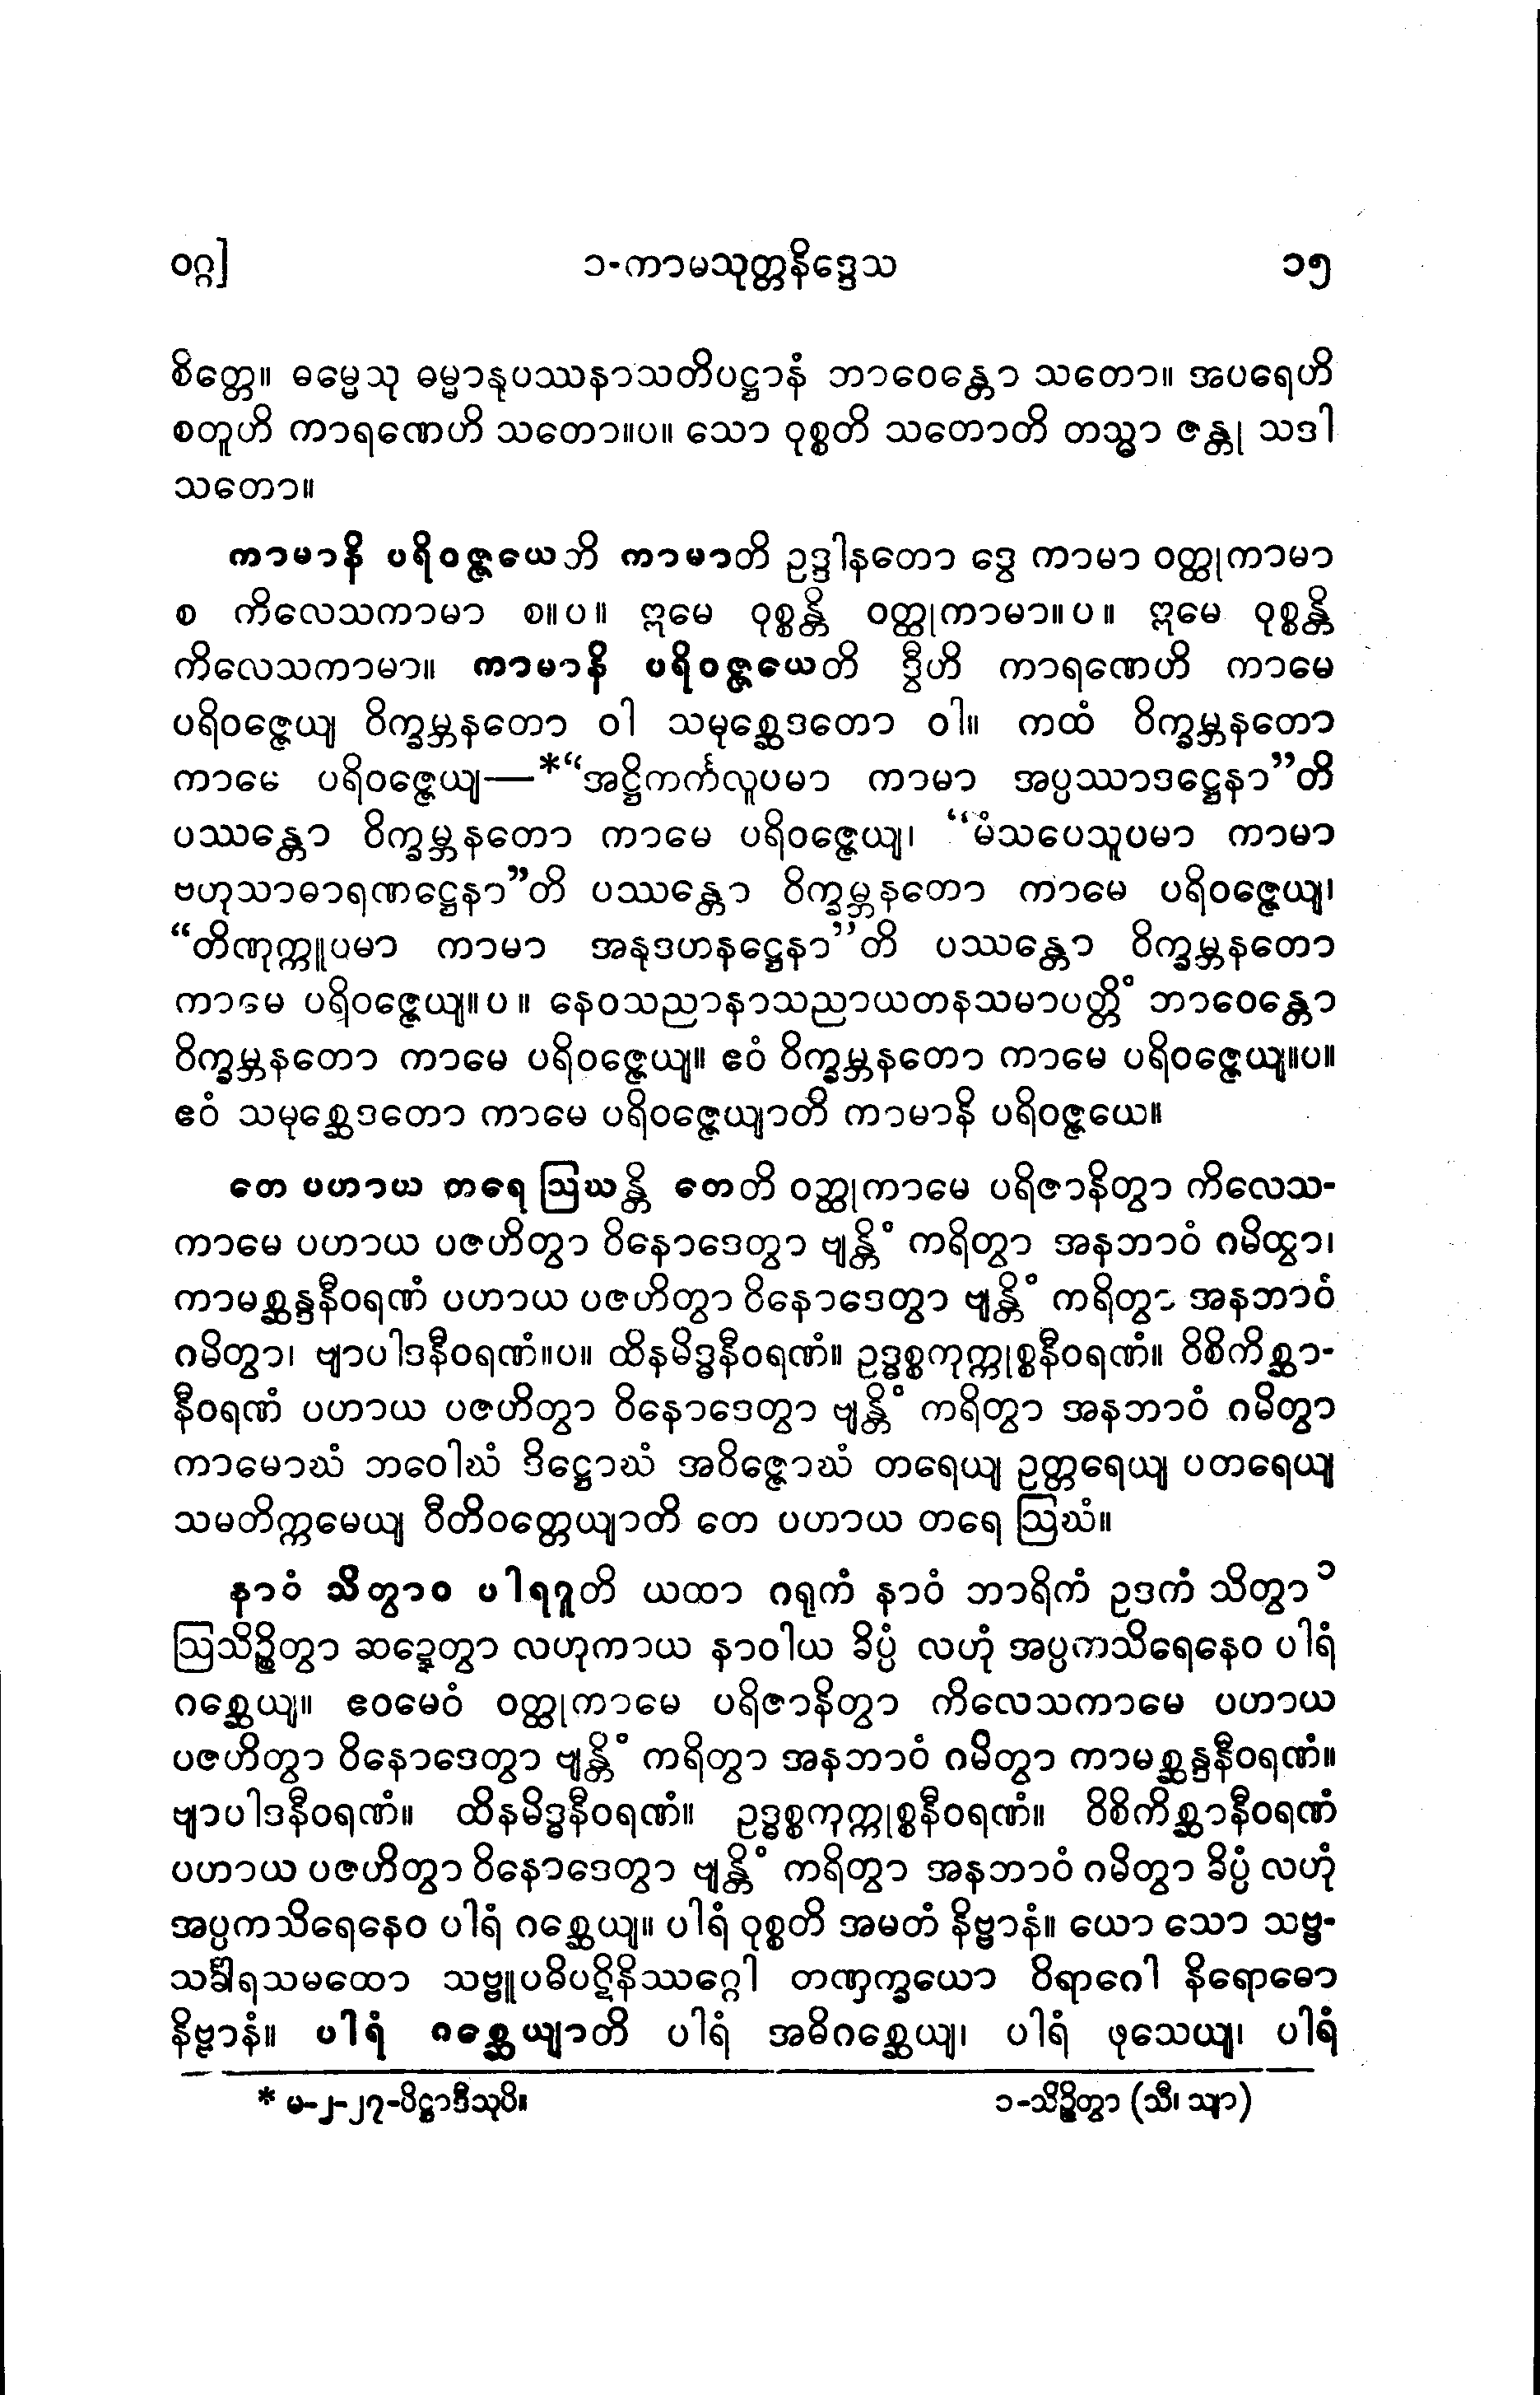 ဝဂ္ဂ] ၁-ကာမသုတ္တနိဒ္ဒေသ ၁၅
စိတ္တေ။ ဓမ္မေသု ဓမ္မာနုပဿနာသတိပဋ္ဌာနံ ဘာဝေန္တော သတော။ အပရေဟိ
စတူဟိ ကာရဏေဟိ သတော။ပ။ သော ဝုစ္စတိ သတောတိ တသ္မာ ဇန္တု သဒါ
သတော။
ကာမာနိ ပရိဝဇ္ဇယေဘိ ကာမာတိ ဥဒ္ဒါနတော ဒွေ ကာမာ ဝတ္ထုကာမာ
စ ကိလေသကာမာ စ။ပ။ ဣမေ ဝုစ္စန္တိ ဝတ္ထုကာမာ။ပ။ ဣမေ ဝုစ္စန္တိ
ကိလေသကာမာ။ ကာမာနိ ပရိဝဇ္ဇယေတိ ဒွီဟိ ကာရဏေဟိ ကာမေ
ပရိဝဇ္ဇေယျ ဝိက္ခမ္ဘနတော ဝါ သမုစ္ဆေဒတော ဝါ။ ကထံ ဝိက္ခမ္ဘနတော
ကာမေ ပရိဝဇ္ဇေယျ—*“အဋ္ဌိကင်္ကလူပမာ ကာမာ အပ္ပဿာဒဋ္ဌေနာ”တိ
ပဿန္တော ဝိက္ခမ္ဘနတော ကာမေ ပရိဝဇ္ဇေယျ၊ “မံသပေသူပမာ ကာမာ
ဗဟုသာဓာရဏဋ္ဌေနာ”တိ ပဿန္တော ဝိက္ခမ္ဘနတော ကာမေ ပရိဝဇ္ဇေယျ၊
“တိဏုက္ကူပမာ ကာမာ အနုဒဟနဋ္ဌေနာ”တိ ပဿန္တော ဝိက္ခမ္ဘနတော
ကာမေ ပရိဝဇ္ဇေယျ။ပ။ နေဝသညာနာသညာယတနသမာပတ္တိံ ဘာဝေန္တော
ဝိက္ခမ္ဘနတော ကာမေ ပရိဝဇ္ဇေယျ။ ဧဝံ ဝိက္ခမ္ဘနတော ကာမေ ပရိဝဇ္ဇေယျ။ပ။
ဧဝံ သမုစ္ဆေဒတော ကာမေ ပရိဝဇ္ဇေယျာတိ ကာမာနိ ပရိဝဇ္ဇယေ။
တေ ပဟာယ တရေ ဩဃန္တိ တေတိ ဝတ္ထုကာမေ ပရိဇာနိတွာ ကိလေသ-
ကာမေ ပဟာယ ပဇဟိတွာ ဝိနောဒေတွာ ဗျန္တိံ ကရိတွာ အနဘာဝံ ဂမိတွာ၊
ကာမစ္ဆန္ဒနီဝရဏံ ပဟာယ ပဇဟိတွာ ဝိနောဒေတွာ ဗျန္တိံ ကရိတွာ အနဘာဝံ
ဂမိတွာ၊ ဗျာပါဒနီဝရဏံ။ပ။ ထိနမိဒ္ဓနီဝရဏံ။ ဥဒ္ဓစ္စကုက္ကုစ္စနီဝရဏံ။ ဝိစိကိစ္ဆာ-
နီဝရဏံ ပဟာယ ပဇဟိတွာ ဝိနောဒေတွာ ဗျန္တိံ ကရိတွာ အနဘာဝံ ဂမိတွာ
ကာမောဃံ ဘဝေါဃံ ဒိဋ္ဌောဃံ အဝိဇ္ဇောဃံ တရေယျ ဥတ္တရေယျ ပတရေယျ
သမတိက္ကမေယျ ဝီတိဝတ္တေယျာတိ တေ ပဟာယ တရေ ဩဃံ။
နာဝံ သိတွာဝ ပါရဂူတိ ယထာ ဂရုကံ နာဝံ ဘာရိကံ ဥဒကံ သိတွာ၁
ဩသိဉ္စိတွာ ဆဍ္ဍေတွာ လဟုကာယ နာဝါယ ခိပ္ပံ လဟုံ အပ္ပကသိရေနေဝ ပါရံ
ဂစ္ဆေယျ။ ဧဝမေဝံ ဝတ္ထုကာမေ ပရိဇာနိတွာ ကိလေသကာမေ ပဟာယ
ပဇဟိတွာ ဝိနောဒေတွာ ဗျန္တိံ ကရိတွာ အနဘာဝံ ဂမိတွာ ကာမစ္ဆန္ဒနီဝရဏံ။
ဗျာပါဒနီဝရဏံ။ ထိနမိဒ္ဓနီဝရဏံ။ ဥဒ္ဓစ္စကုက္ကုစ္စနီဝရဏံ။ ဝိစိကိစ္ဆာနီဝရဏံ
ပဟာယ ပဇဟိတွာ ဝိနောဒေတွာ ဗျန္တိံ ကရိတွာ အနဘာဝံ ဂမိတွာ ခိပ္ပံ လဟုံ
အပ္ပကသိရေနေဝ ပါရံ ဂစ္ဆေယျ။ ပါရံ ဝုစ္စတိ အမတံ နိဗ္ဗာနံ။ ယော သော သဗ္ဗ-
သင်္ခါရသမထော သဗ္ဗူပဓိပဋိနိဿဂ္ဂေါ တဏှက္ခယော ဝိရာဂေါ နိရောဓော
နိဗ္ဗာနံ။ ပါရံ ဂစ္ဆေယျာတိ ပါရံ အဓိဂစ္ဆေယျ၊ ပါရံ ဖုသေယျ၊ ပါရံ
* မ-၂-၂၇-ပိဋ္ဌာဒီသုပိ။ ၁-သိဉ္စိတွာ (သီ၊ သျာ)